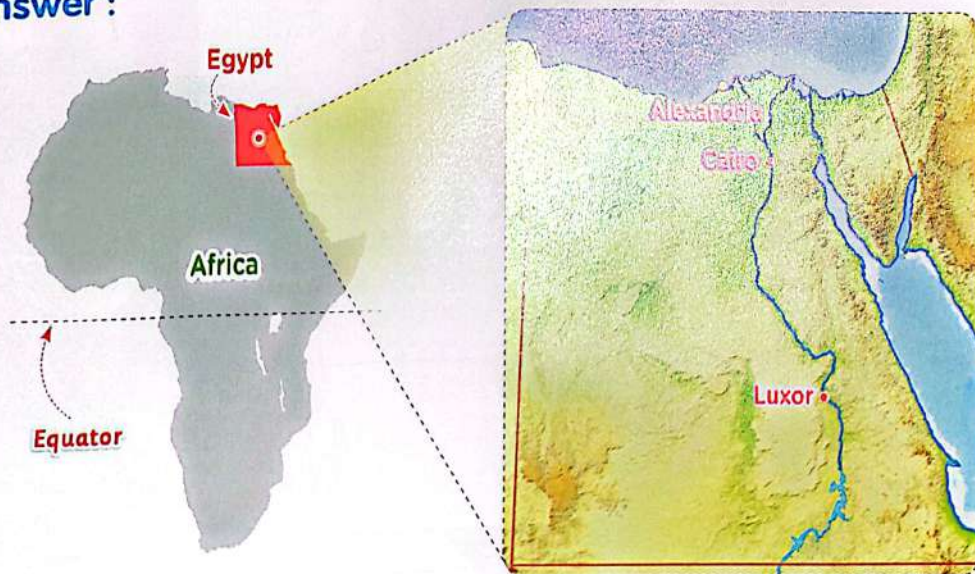 nswer :
Egypt
Africa
Equator
Alexandria
Cairo
Luxor